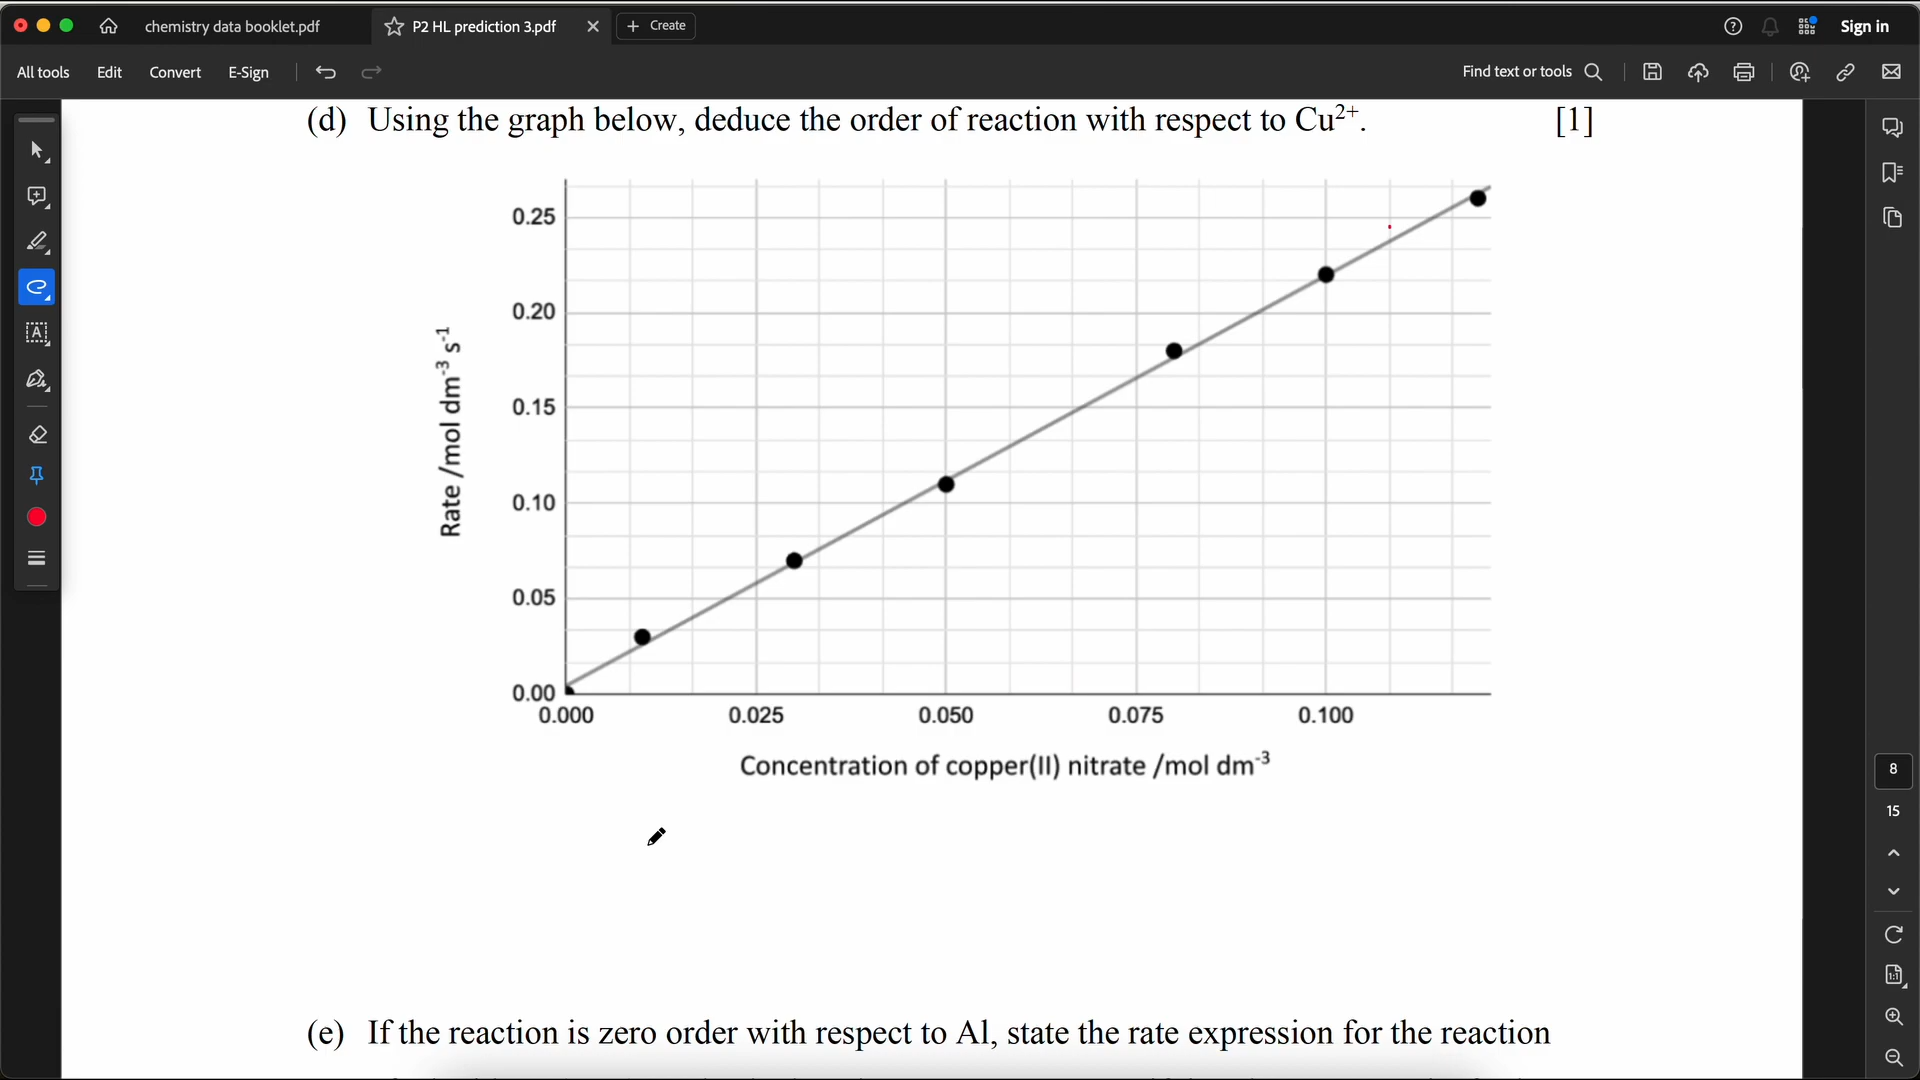 chemistry data booklet.pdf
P2 HL prediction 3.pdf
Create
Sign in
All tools
Edit
Convert
E-Sign
Find text or tools
(d) Using the graph below, deduce the order of reaction with respect to Cu²⁺. [1]
Rate /mol dm⁻³ s⁻¹
0.25
0.20
0.15
0.10
0.05
0.00
0.000 0.025 0.050 0.075 0.100
Concentration of copper(II) nitrate /mol dm⁻³
8
15
(e) If the reaction is zero order with respect to Al, state the rate expression for the reaction